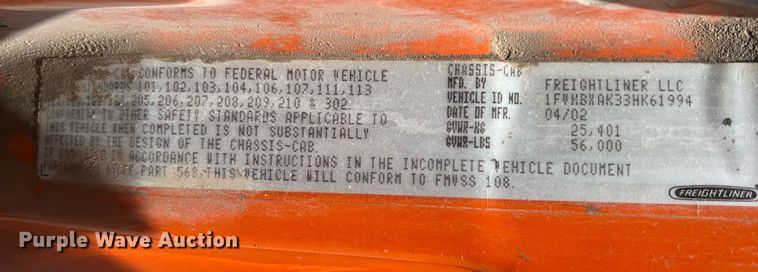 CONFORMS TO FEDERAL MOTOR VEHICLE
101, 102, 103, 104, 106, 107, 111, 113
205, 206, 207, 208, 209, 210 & 302.
CONFORMITY TO OTHER SAFETY STANDARDS APPLICABLE TO
THIS VEHICLE WHEN COMPLETED IS NOT SUBSTANTIALLY
AFFECTED BY THE DESIGN OF THE CHASSIS-CAB.
IF COMPLETED IN ACCORDANCE WITH INSTRUCTIONS IN THE INCOMPLETE VEHICLE DOCUMENT
PART 568 THIS VEHICLE WILL CONFORM TO FMVSS 108.
CHASSIS-CAB
MFD. BY FREIGHTLINER LLC
VEHICLE ID NO. 1FVHBXAK33HK61994
DATE OF MFR. 04/02
GVWR-KG 25,401
GVWR-LBS 56,000
FREIGHTLINER
Purple Wave Auction